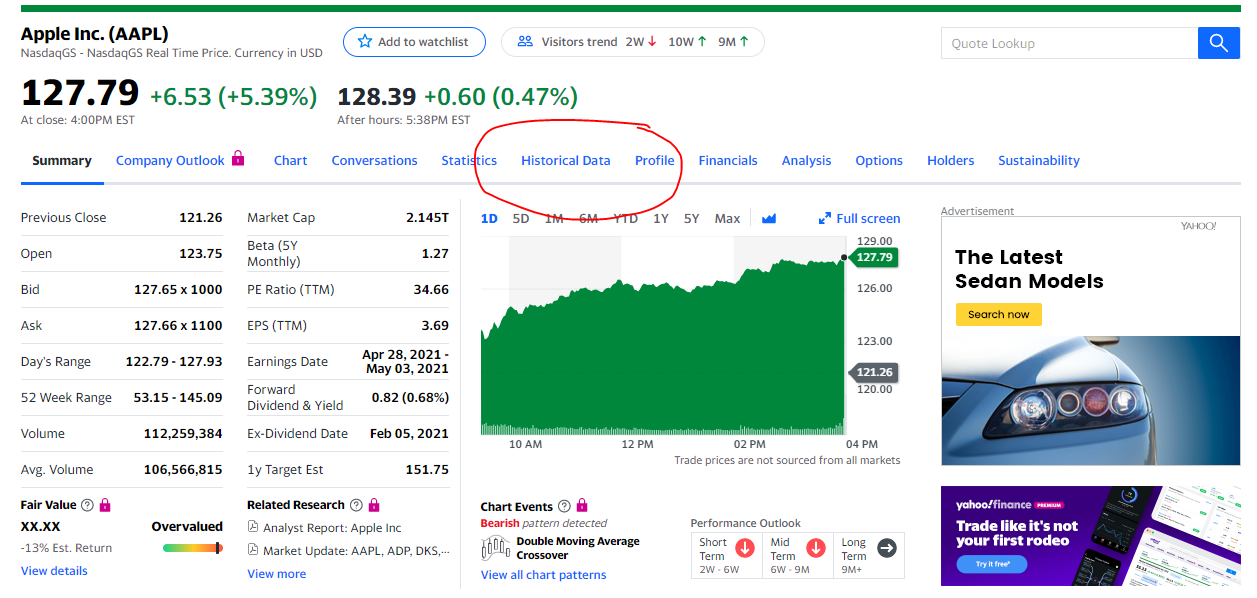 Apple Inc. (AAPL)
NasdaqGS - NasdaqGS Real Time Price. Currency in USD
Add to watchlist
Visitors trend 2W 10W 9M
Quote Lookup
127.79 +6.53 (+5.39%)
At close: 4:00PM EST
128.39 +0.60 (0.47%)
After hours: 5:38PM EST
Summary Company Outlook Chart Conversations Statistics Historical Data Profile Financials Analysis Options Holders Sustainability
Previous Close 121.26
Open 123.75
Bid 127.65 x 1000
Ask 127.66 x 1100
Day's Range 122.79 - 127.93
52 Week Range 53.15 - 145.09
Volume 112,259,384
Avg. Volume 106,566,815
Market Cap 2.145T
Beta (5Y
Monthly) 1.27
PE Ratio (TTM) 34.66
EPS (TTM) 3.69
Earnings Date Apr 28, 2021 -
May 03, 2021
Forward
Dividend & Yield 0.82 (0.68%)
Ex-Dividend Date Feb 05, 2021
1y Target Est 151.75
1D 5D 1M 6M YTD 1Y 5Y Max Full screen
129.00
127.79
126.00
123.00
121.26
120.00
10 AM 12 PM 02 PM 04 PM
Trade prices are not sourced from all markets
Advertisement
YAHOO!
The Latest
Sedan Models
Search now
Fair Value
XX.XX Overvalued
-13% Est. Return
View details
Related Research
Analyst Report: Apple Inc
Market Update: AAPL, ADP, DKS,...
View more
Chart Events
Bearish pattern detected
Double Moving Average
Crossover
View all chart patterns
Performance Outlook
Short
Term
2W - 6W
Mid
Term
6W - 9M
Long
Term
9M+
yahoo!finance PREMIUM
Trade like it's not
your first rodeo
Try it free*